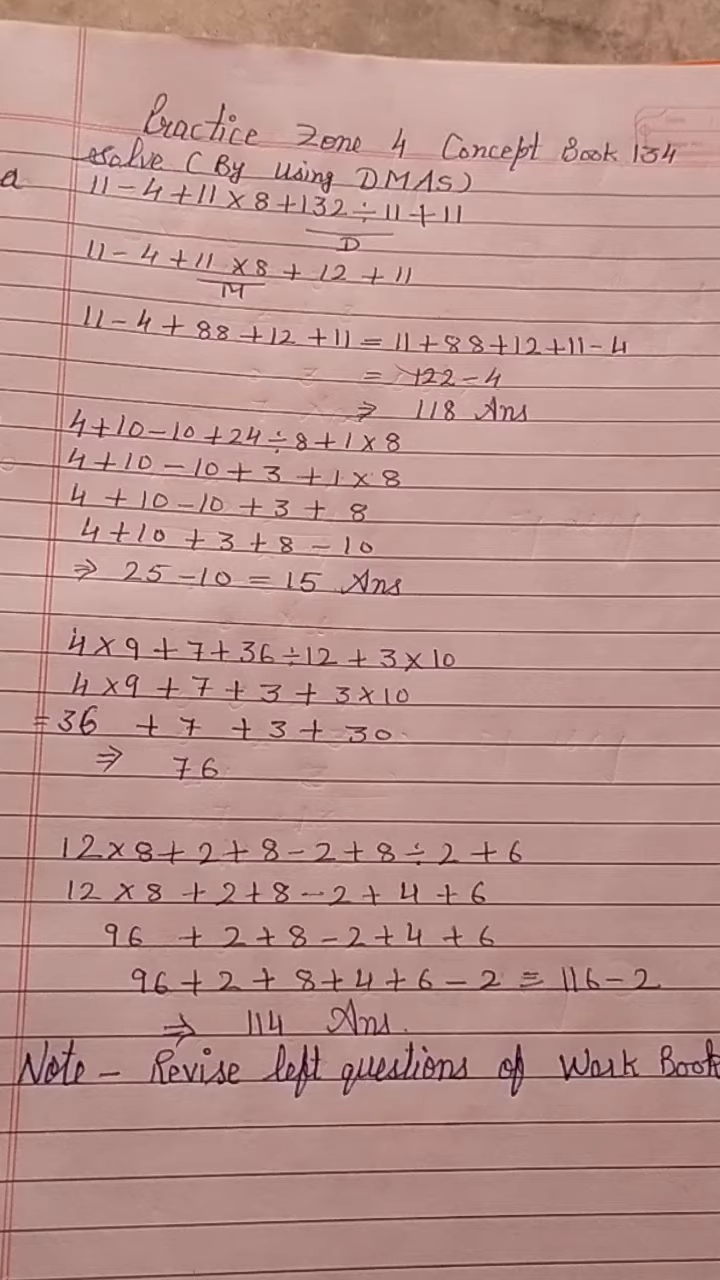 Practice Zone 4 Concept Book 134
Solve (By using DMAS)
a 11-4+11×8+132÷11+11
D
11-4+11×8+12+11
M
11-4+88+12+11=11+88+12+11-4
= 122-4
⇒ 118 Ans
4+10-10+24÷8+1×8
4+10-10+3+1×8
4+10-10+3+8
4+10+3+8-10
⇒ 25-10=15 Ans
4×9+7+36÷12+3×10
4×9+7+3+3×10
=36+7+3+30
⇒ 76
12×8+2+8-2+8÷2+6
12×8+2+8-2+4+6
96+2+8-2+4+6
96+2+8+4+6-2=116-2
⇒ 114 Ans.
Note- Revise left questions of Work Book